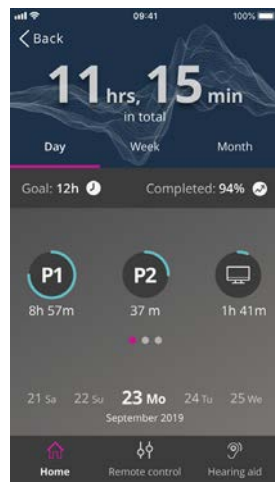 09:41 100%
Back
11 hrs, 15 min
in total
Day Week Month
Goal: 12h Completed: 94%
P1 P2
8h 57m 37 m 1h 41m
21 Sa 22 Su 23 Mo 24 Tu 25 We
September 2019
Home Remote control Hearing aid